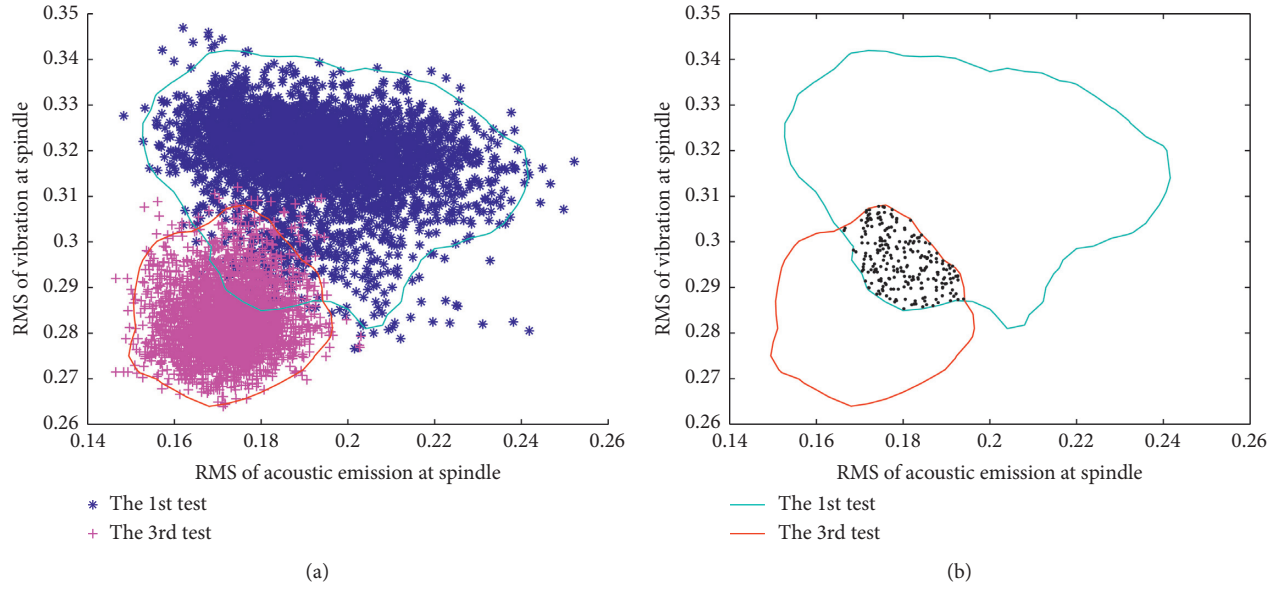 0.35
0.34
0.33
0.32
0.31
0.3
0.29
0.28
0.27
0.26
RMS of vibration at spindle
0.14 0.16 0.18 0.2 0.22 0.24 0.26
RMS of acoustic emission at spindle
The 1st test
The 3rd test
(a)
0.35
0.34
0.33
0.32
0.31
0.3
0.29
0.28
0.27
0.26
RMS of vibration at spindle
0.14 0.16 0.18 0.2 0.22 0.24 0.26
RMS of acoustic emission at spindle
The 1st test
The 3rd test
(b)